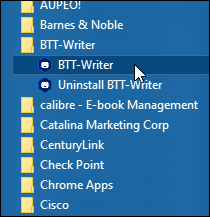 AUPEO!
Barnes & Noble
BTT-Writer
BTT-Writer
Uninstall BTT-Writer
calibre - E-book Management
Catalina Marketing Corp
CenturyLink
Check Point
Chrome Apps
Cisco